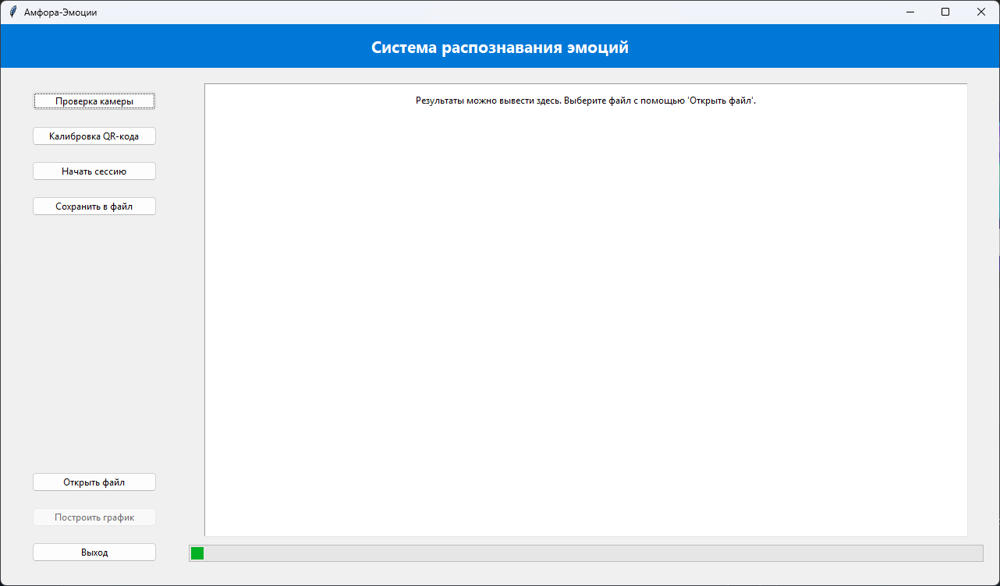 Амфора-Эмоции
Система распознавания эмоций
Проверка камеры
Калибровка QR-кода
Начать сессию
Сохранить в файл
Результаты можно вывести здесь. Выберите файл с помощью 'Открыть файл'.
Открыть файл
Построить график
Выход